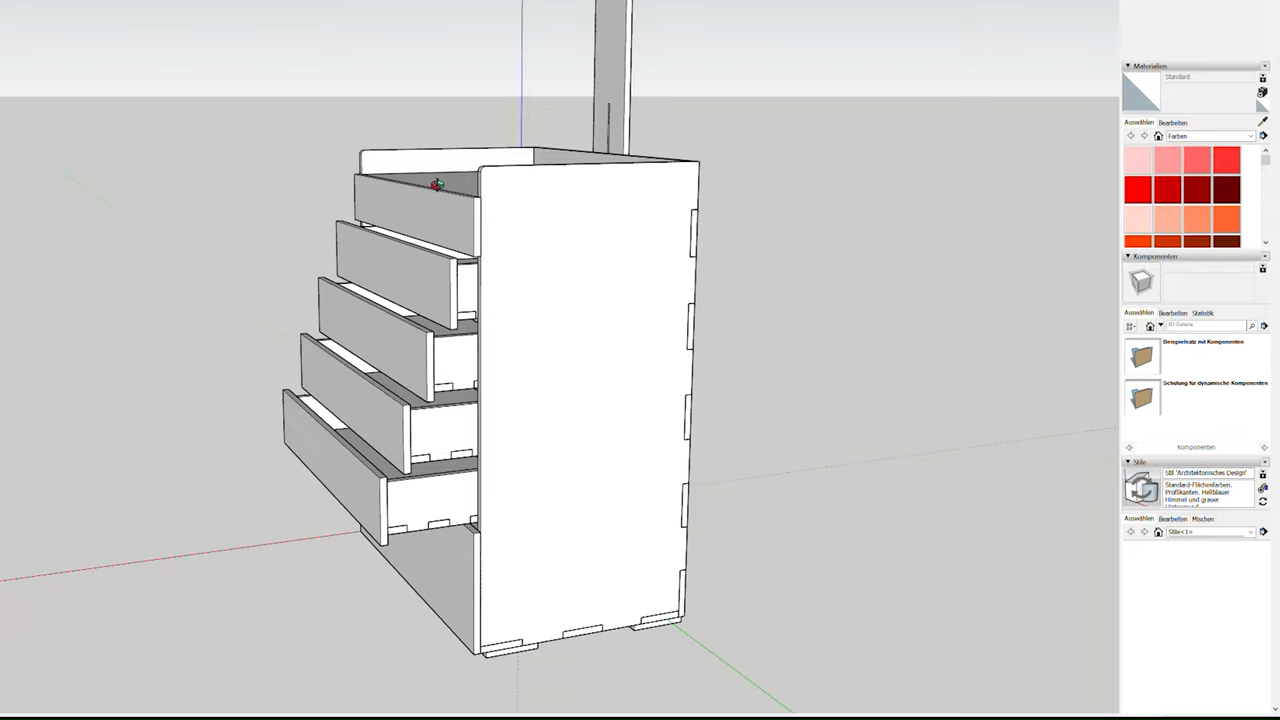 Materialien
Standard
Auswählen Bearbeiten
Farben
Komponenten
Auswählen Bearbeiten Statistik
3D-Galerie
Beispielsatz mit Komponenten
Schulung für dynamische Komponenten
Komponenten
Stile
Stil 'Architektonisches Design'
Standard-Flächenfarben.
Profilkanten. Hellblauer
Himmel und grauer
Auswählen Bearbeiten Mischen
Stile<1>